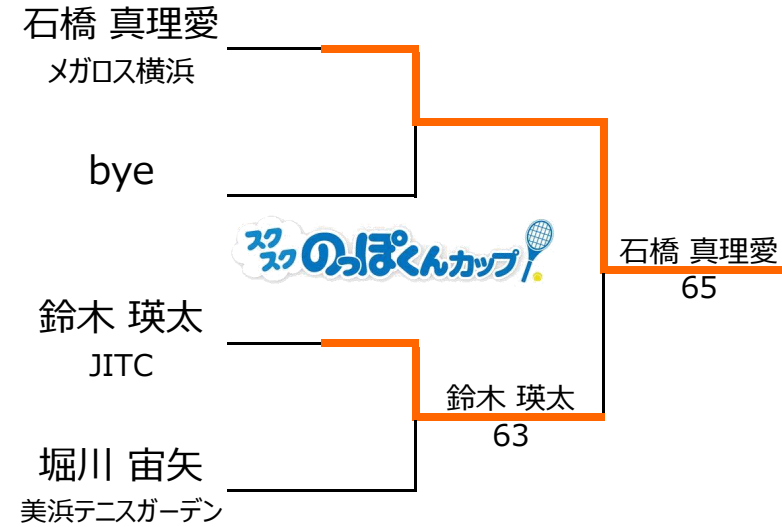 石橋 真理愛
メガロス横浜
bye
スクスク のっぽくんカップ
石橋 真理愛
65
鈴木 瑛太
JITC
鈴木 瑛太
63
堀川 宙矢
美浜テニスガーデン